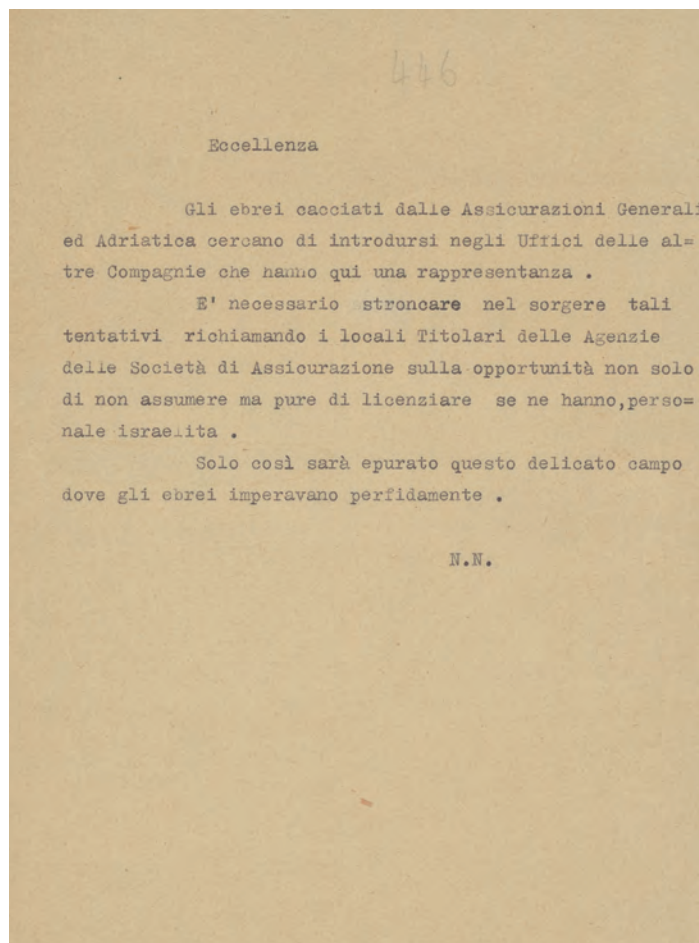 446
Eccellenza
Gli ebrei cacciati dalle Assicurazioni Generali
ed Adriatica cercano di introdursi negli Uffici delle al=
tre Compagnie che hanno qui una rappresentanza .
E' necessario stroncare nel sorgere tali
tentativi richiamando i locali Titolari delle Agenzie
delle Società di Assicurazione sulla opportunità non solo
di non assumere ma pure di licenziare se ne hanno,perso=
nale israelita .
Solo così sarà epurato questo delicato campo
dove gli ebrei imperavano perfidamente .
N.N.